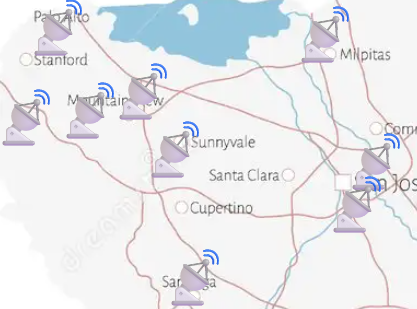 Palo Alto
Stanford
Milpitas
Mountain View
Sunnyvale
Santa Clara
Cupertino